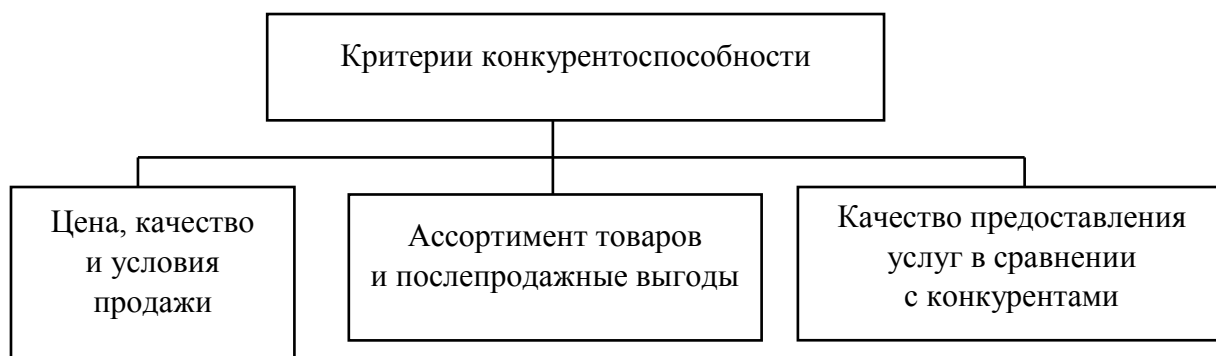 Критерии конкурентоспособности
Цена, качество
и условия
продажи
Ассортимент товаров
и послепродажные выгоды
Качество предоставления
услуг в сравнении
с конкурентами